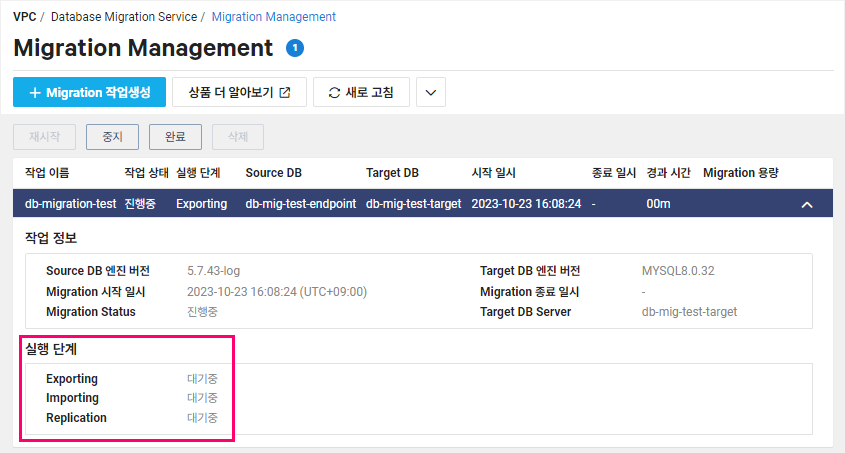 VPC / Database Migration Service / Migration Management
Migration Management 1
+ Migration 작업생성 상품 더 알아보기 새로 고침
재시작 중지 완료 삭제
작업 이름 작업 상태 실행 단계 Source DB Target DB 시작 일시 종료 일시 경과 시간 Migration 용량
db-migration-test 진행중 Exporting db-mig-test-endpoint db-mig-test-target 2023-10-23 16:08:24 - 00m
작업 정보
Source DB 엔진 버전 5.7.43-log Target DB 엔진 버전 MYSQL8.0.32
Migration 시작 일시 2023-10-23 16:08:24 (UTC+09:00) Migration 종료 일시 -
Migration Status 진행중 Target DB Server db-mig-test-target
실행 단계
Exporting 대기중
Importing 대기중
Replication 대기중